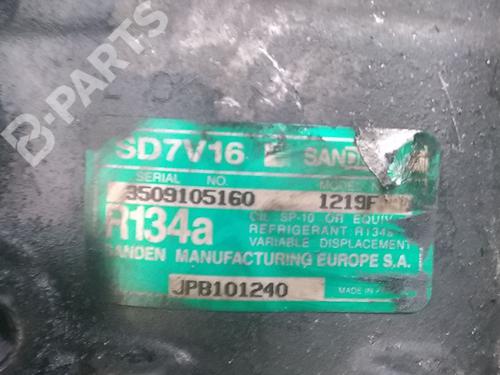 B-PARTS
SD7V16 E SANDEN
SERIAL NO.
3509105160 1219F
R134a OIL SP-10 OR EQUIV
REFRIGERANT R134a
VARIABLE DISPLACEMENT
SANDEN MANUFACTURING EUROPE S.A.
JPB101240 MADE IN